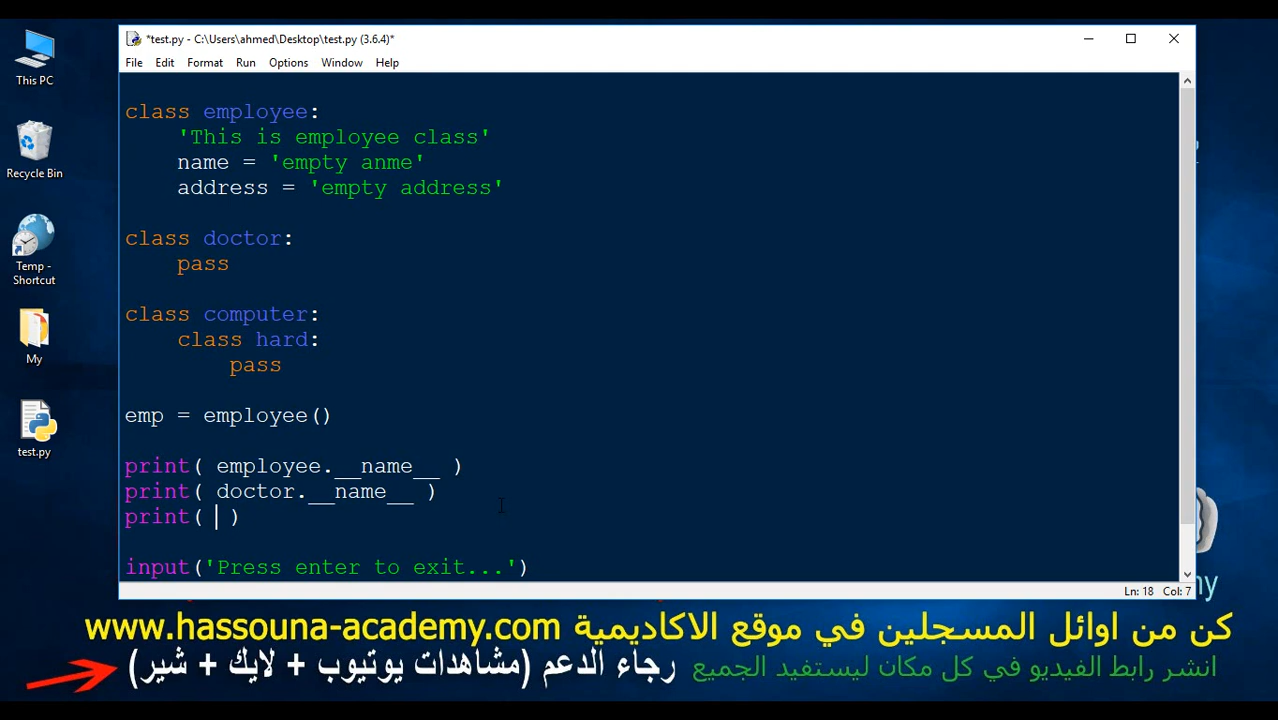 This PC
Recycle Bin
Temp -
Shortcut
My
test.py
*test.py - C:\Users\ahmed\Desktop\test.py (3.6.4)*
File Edit Format Run Options Window Help
class employee:
    'This is employee class'
    name = 'empty anme'
    address = 'empty address'
class doctor:
    pass
class computer:
    class hard:
        pass
emp = employee()
print( employee.__name__ )
print( doctor.__name__ )
print( )
input('Press enter to exit...')
Ln: 18 Col: 7
كن من اوائل المسجلين في موقع الاكاديمية www.hassouna-academy.com
انشر رابط الفيديو في كل مكان ليستفيد الجميع رجاء الدعم (مشاهدات يوتيوب + لايك + شير)